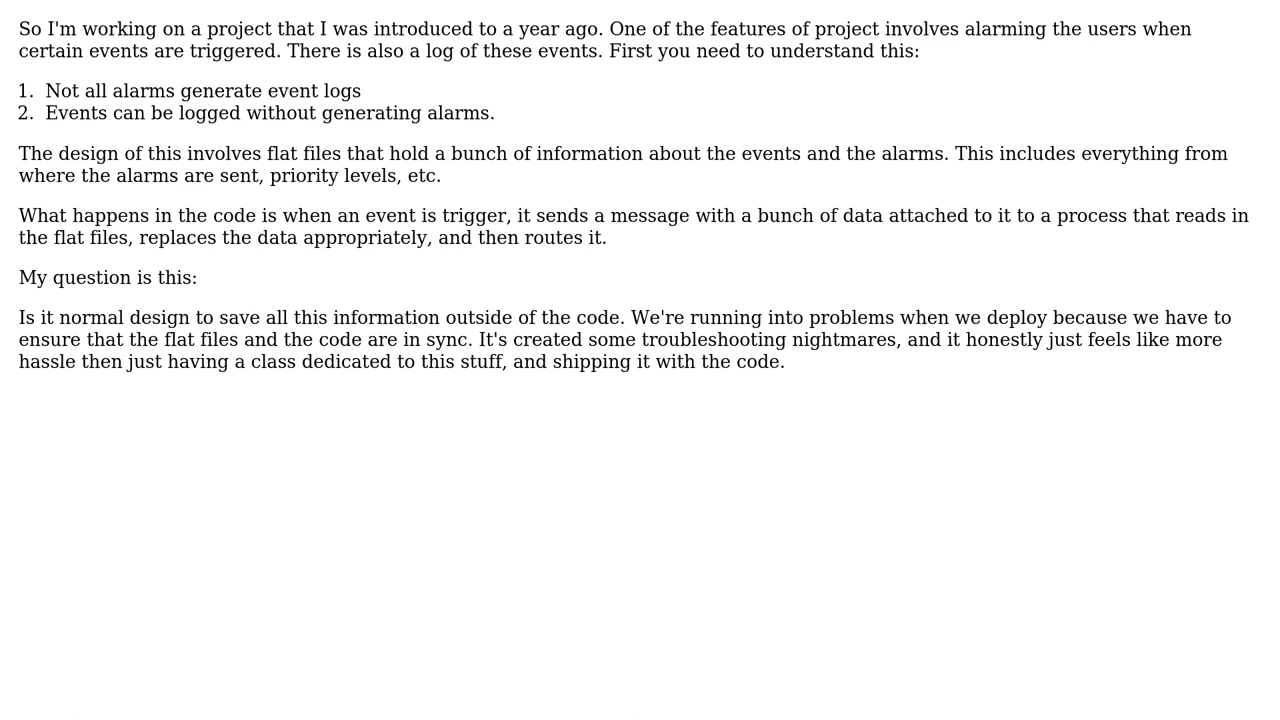 So I'm working on a project that I was introduced to a year ago. One of the features of project involves alarming the users when
certain events are triggered. There is also a log of these events. First you need to understand this:
1. Not all alarms generate event logs
2. Events can be logged without generating alarms.
The design of this involves flat files that hold a bunch of information about the events and the alarms. This includes everything from
where the alarms are sent, priority levels, etc.
What happens in the code is when an event is trigger, it sends a message with a bunch of data attached to it to a process that reads in
the flat files, replaces the data appropriately, and then routes it.
My question is this:
Is it normal design to save all this information outside of the code. We're running into problems when we deploy because we have to
ensure that the flat files and the code are in sync. It's created some troubleshooting nightmares, and it honestly just feels like more
hassle then just having a class dedicated to this stuff, and shipping it with the code.